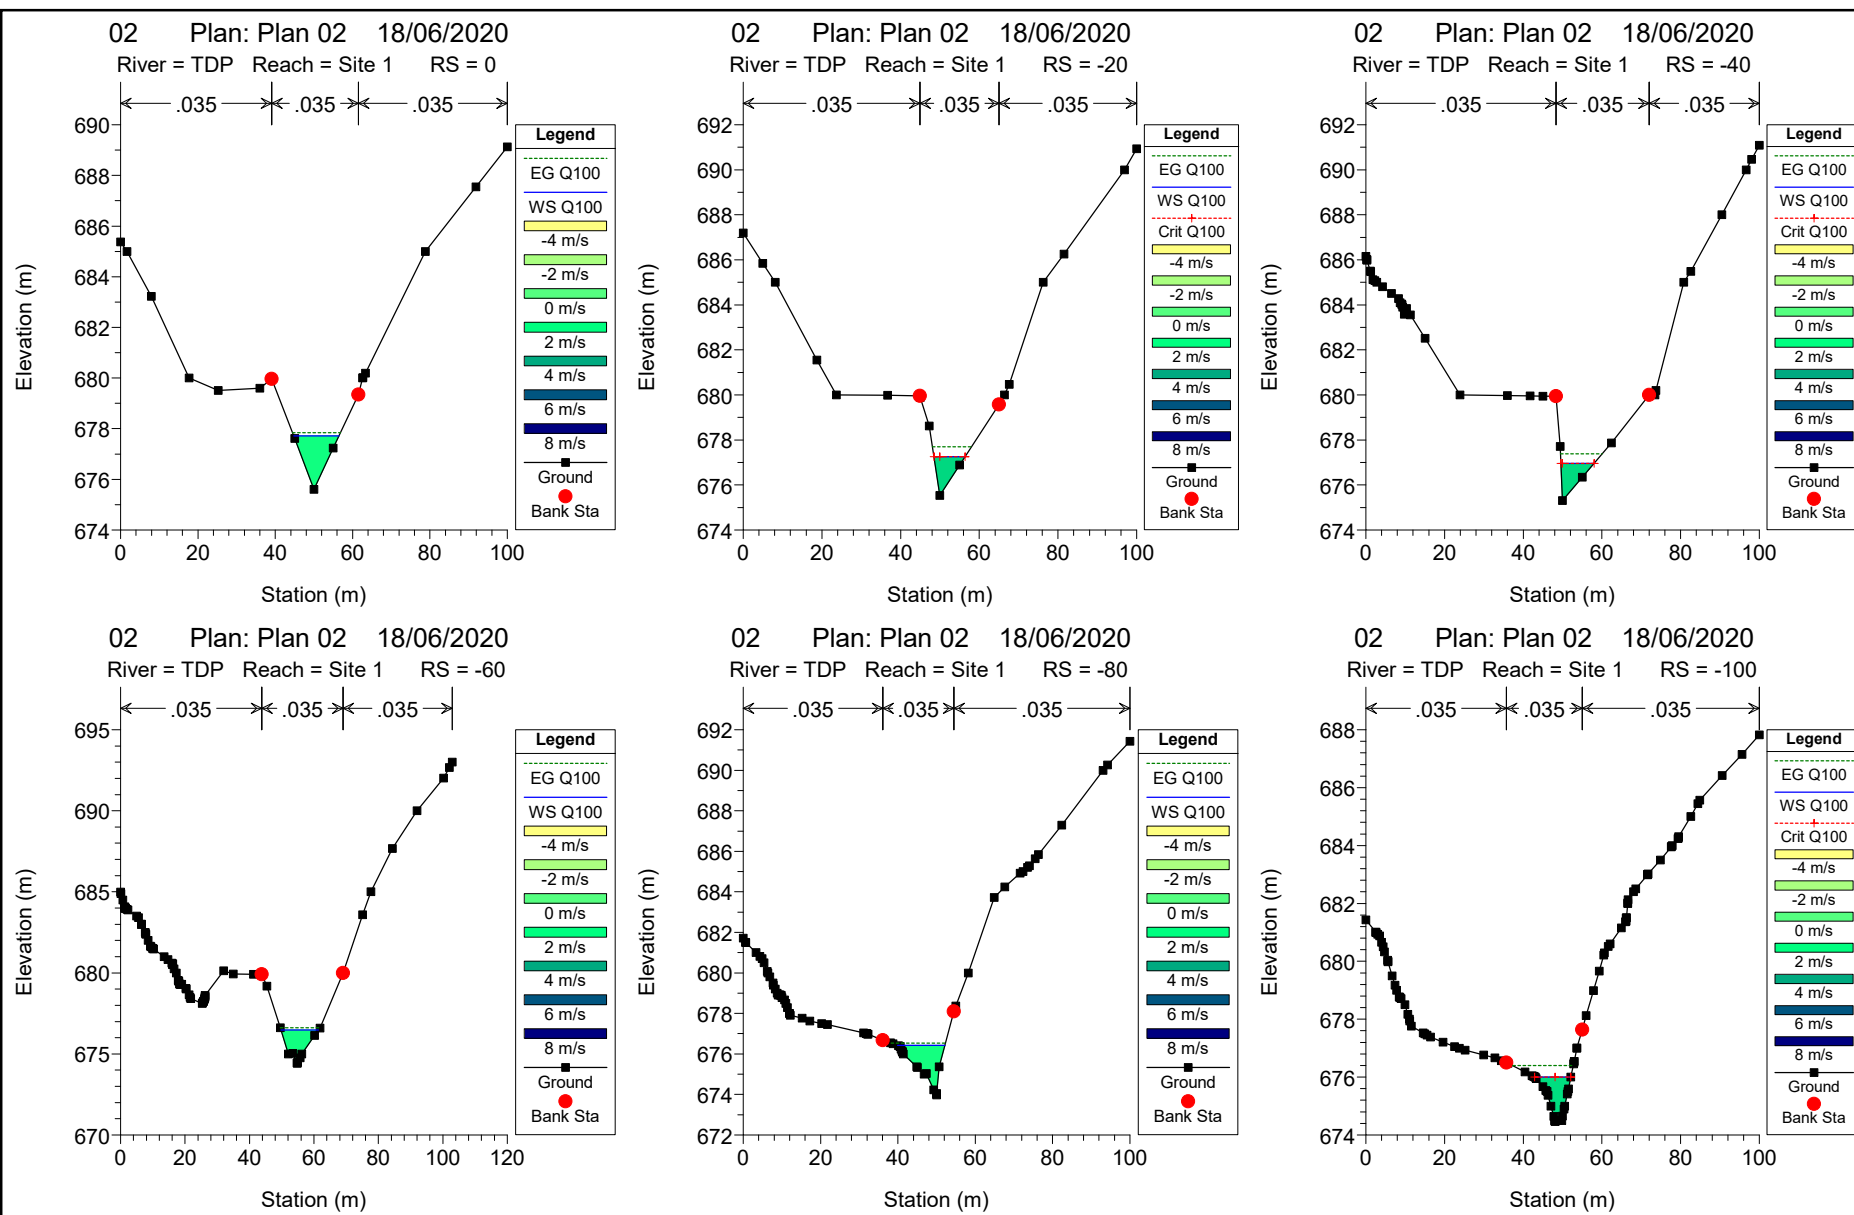 02 Plan: Plan 02 18/06/2020
River = TDP Reach = Site 1 RS = 0
.035 .035 .035
690
688
686
684
682
680
678
676
674
0 20 40 60 80 100
Elevation (m)
Station (m)
Legend
EG Q100
WS Q100
-4 m/s
-2 m/s
0 m/s
2 m/s
4 m/s
6 m/s
8 m/s
Ground
Bank Sta
02 Plan: Plan 02 18/06/2020
River = TDP Reach = Site 1 RS = -20
.035 .035 .035
692
690
688
686
684
682
680
678
676
674
0 20 40 60 80 100
Elevation (m)
Station (m)
Legend
EG Q100
WS Q100
Crit Q100
-4 m/s
-2 m/s
0 m/s
2 m/s
4 m/s
6 m/s
8 m/s
Ground
Bank Sta
02 Plan: Plan 02 18/06/2020
River = TDP Reach = Site 1 RS = -40
.035 .035 .035
692
690
688
686
684
682
680
678
676
674
0 20 40 60 80 100
Elevation (m)
Station (m)
Legend
EG Q100
WS Q100
Crit Q100
-4 m/s
-2 m/s
0 m/s
2 m/s
4 m/s
6 m/s
8 m/s
Ground
Bank Sta
02 Plan: Plan 02 18/06/2020
River = TDP Reach = Site 1 RS = -60
.035 .035 .035
695
690
685
680
675
670
0 20 40 60 80 100 120
Elevation (m)
Station (m)
Legend
EG Q100
WS Q100
-4 m/s
-2 m/s
0 m/s
2 m/s
4 m/s
6 m/s
8 m/s
Ground
Bank Sta
02 Plan: Plan 02 18/06/2020
River = TDP Reach = Site 1 RS = -80
.035 .035 .035
692
690
688
686
684
682
680
678
676
674
672
0 20 40 60 80 100
Elevation (m)
Station (m)
Legend
EG Q100
WS Q100
-4 m/s
-2 m/s
0 m/s
2 m/s
4 m/s
6 m/s
8 m/s
Ground
Bank Sta
02 Plan: Plan 02 18/06/2020
River = TDP Reach = Site 1 RS = -100
.035 .035 .035
688
686
684
682
680
678
676
674
0 20 40 60 80 100
Elevation (m)
Station (m)
Legend
EG Q100
WS Q100
Crit Q100
-4 m/s
-2 m/s
0 m/s
2 m/s
4 m/s
6 m/s
8 m/s
Ground
Bank Sta